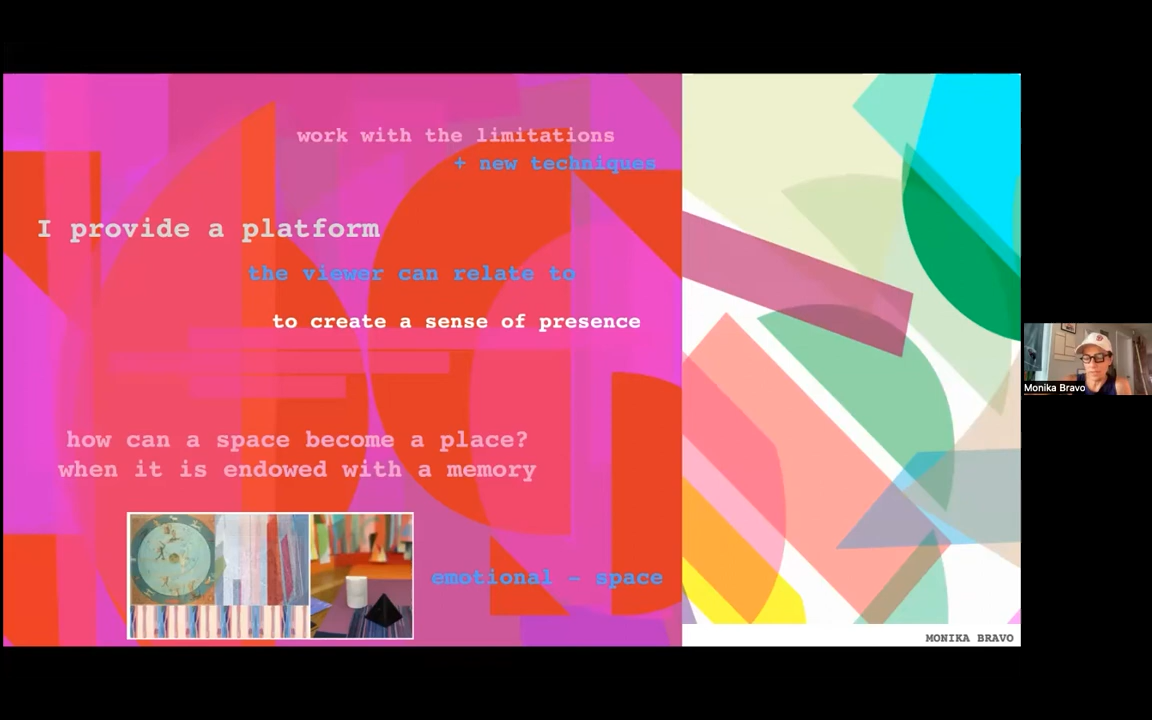 work with the limitations
+ new techniques
I provide a platform
the viewer can relate to
to create a sense of presence
how can a space become a place?
when it is endowed with a memory
emotional - space
MONIKA BRAVO
Monika Bravo